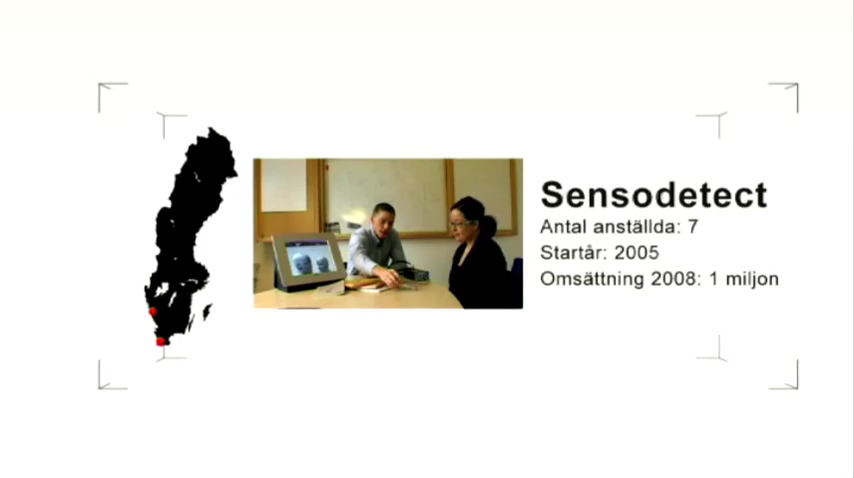 Sensodetect
Antal anställda: 7
Startår: 2005
Omsättning 2008: 1 miljon